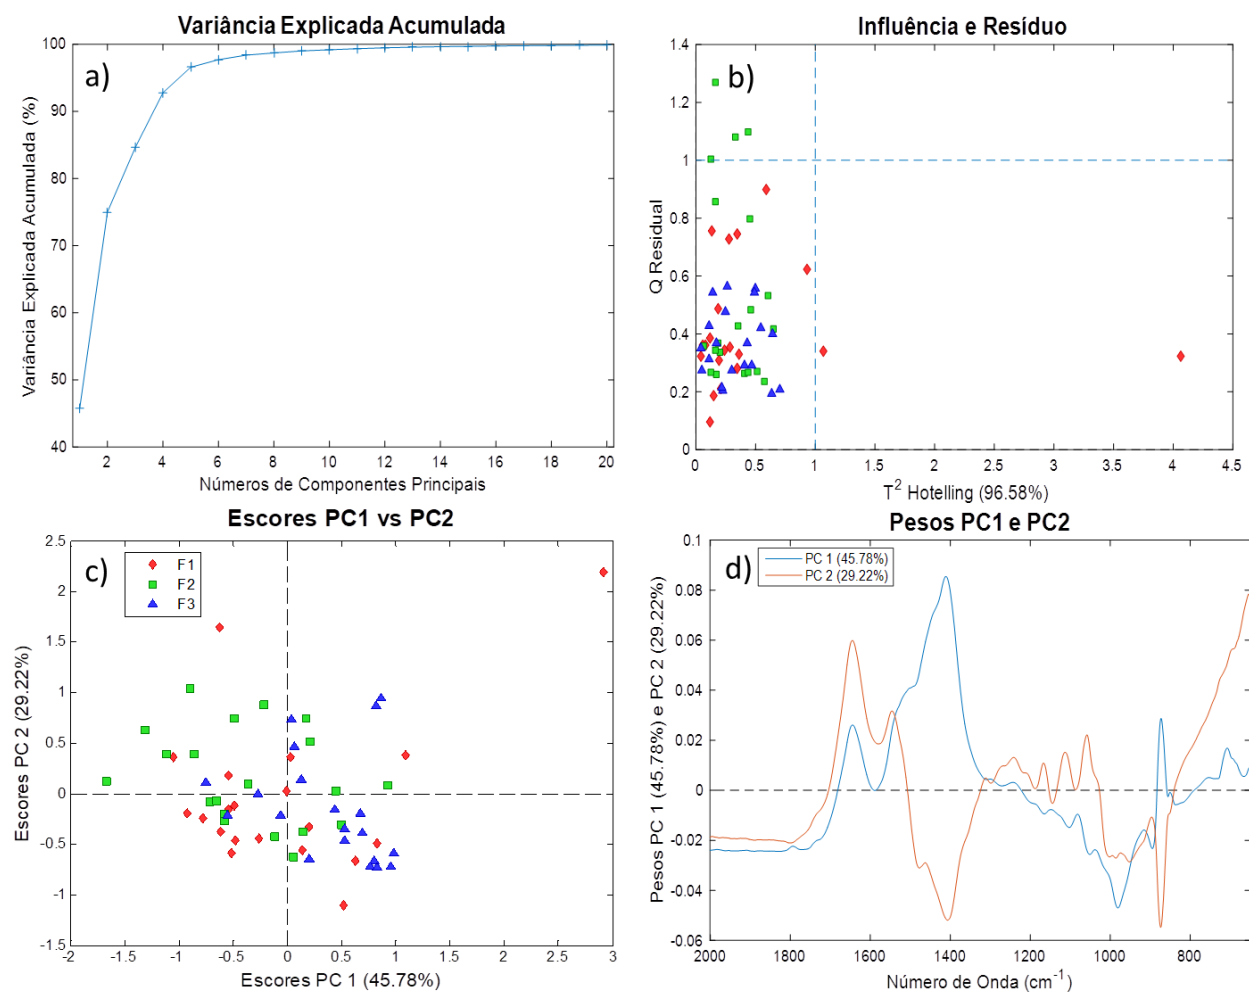 Variância Explicada Acumulada
a)
Variância Explicada Acumulada (%)
100
90
80
70
60
50
40
2 4 6 8 10 12 14 16 18 20
Números de Componentes Principais
Influência e Resíduo
b)
Q Residual
1.4
1.2
1
0.8
0.6
0.4
0.2
0
0 0.5 1 1.5 2 2.5 3 3.5 4 4.5
T² Hotelling (96.58%)
Escores PC1 vs PC2
c)
F1
F2
F3
Escores PC 2 (29.22%)
2.5
2
1.5
1
0.5
0
-0.5
-1
-1.5
-2 -1.5 -1 -0.5 0 0.5 1 1.5 2 2.5 3
Escores PC 1 (45.78%)
Pesos PC1 e PC2
d)
PC 1 (45.78%)
PC 2 (29.22%)
Pesos PC 1 (45.78%) e PC 2 (29.22%)
0.1
0.08
0.06
0.04
0.02
0
-0.02
-0.04
-0.06
2000 1800 1600 1400 1200 1000 800
Número de Onda (cm⁻¹)